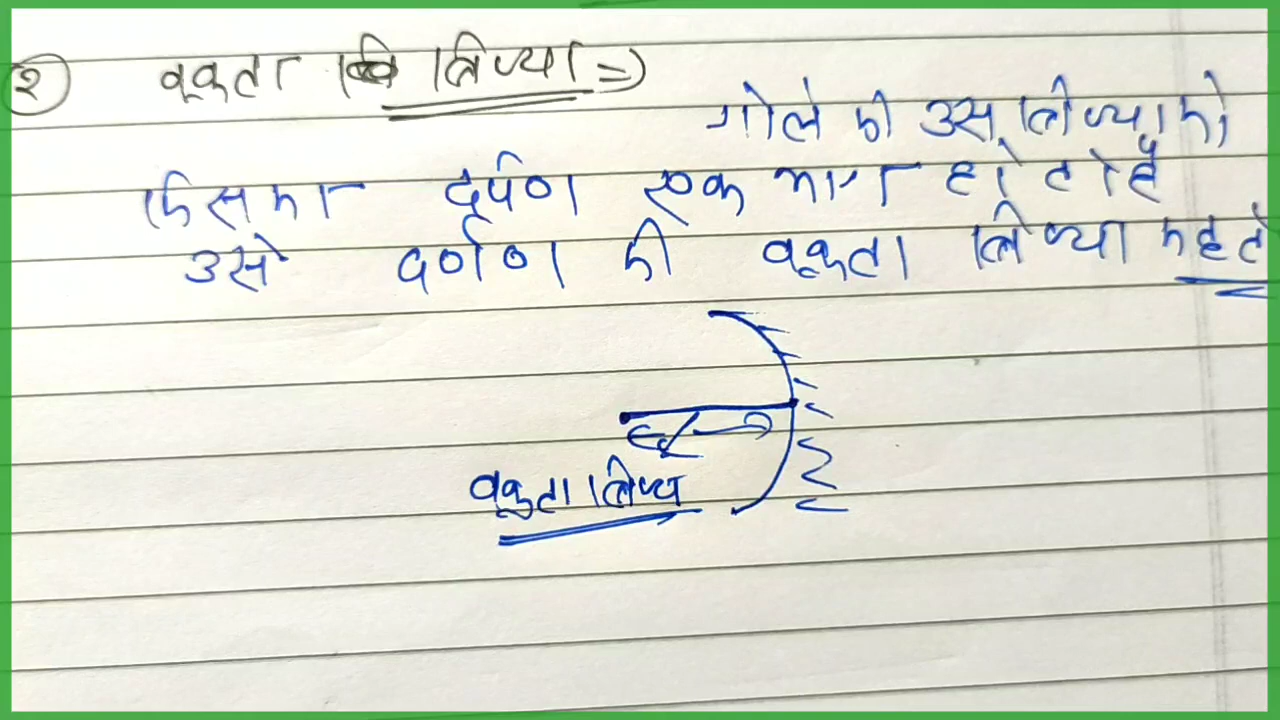 २ वक्रता त्रिज्या =)
गोले की उस त्रिज्या को
जिसका दर्पण एक भाग होता है
उसे दर्पण की वक्रता त्रिज्या कहते
वक्रता त्रिज्य